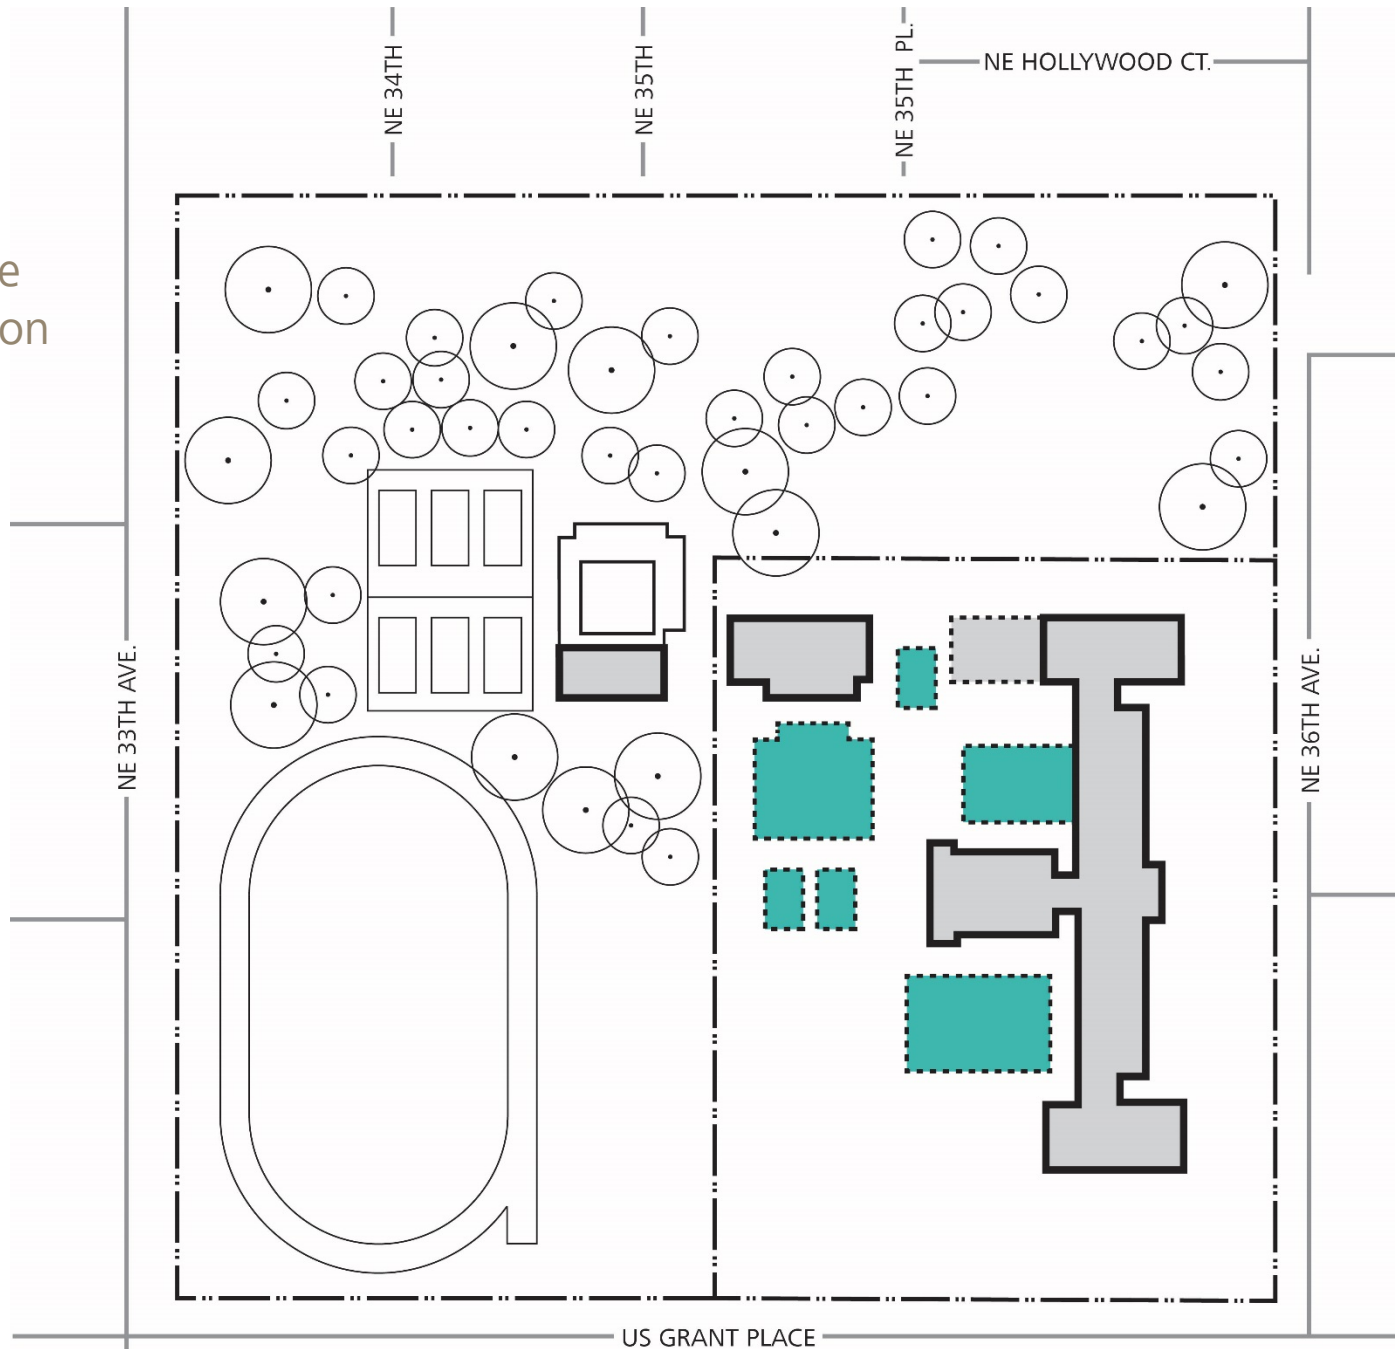 NE 34TH
NE 35TH
NE 35TH PL.
NE HOLLYWOOD CT.
e
on
NE 33TH AVE.
NE 36TH AVE.
US GRANT PLACE